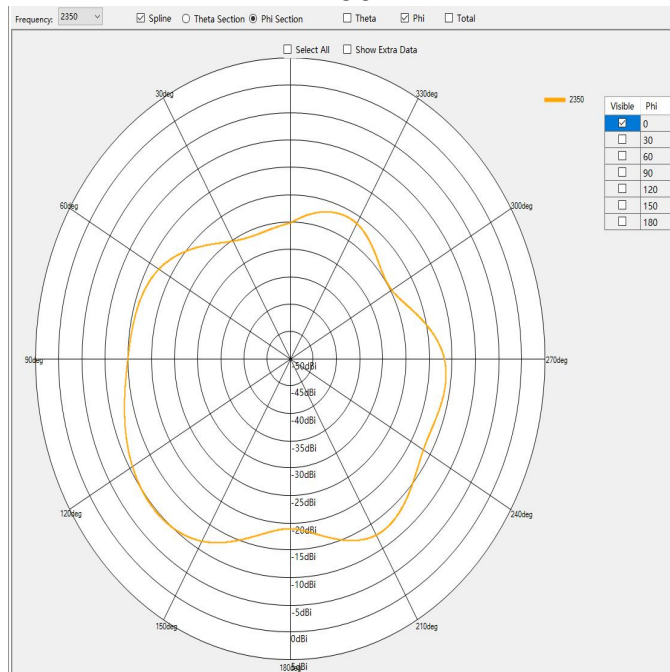 Frequency: 2350 Spline Theta Section Phi Section Theta Phi Total
Select All Show Extra Data
30deg 330deg
2350
Visible Phi
0
30
60
90
120
150
180
60deg 300deg
90deg 270deg
-50dBi
-45dBi
-40dBi
-35dBi
-30dBi
-25dBi
-20dBi
-15dBi
-10dBi
-5dBi
0dBi
5dBi
120deg 240deg
150deg 210deg
180deg